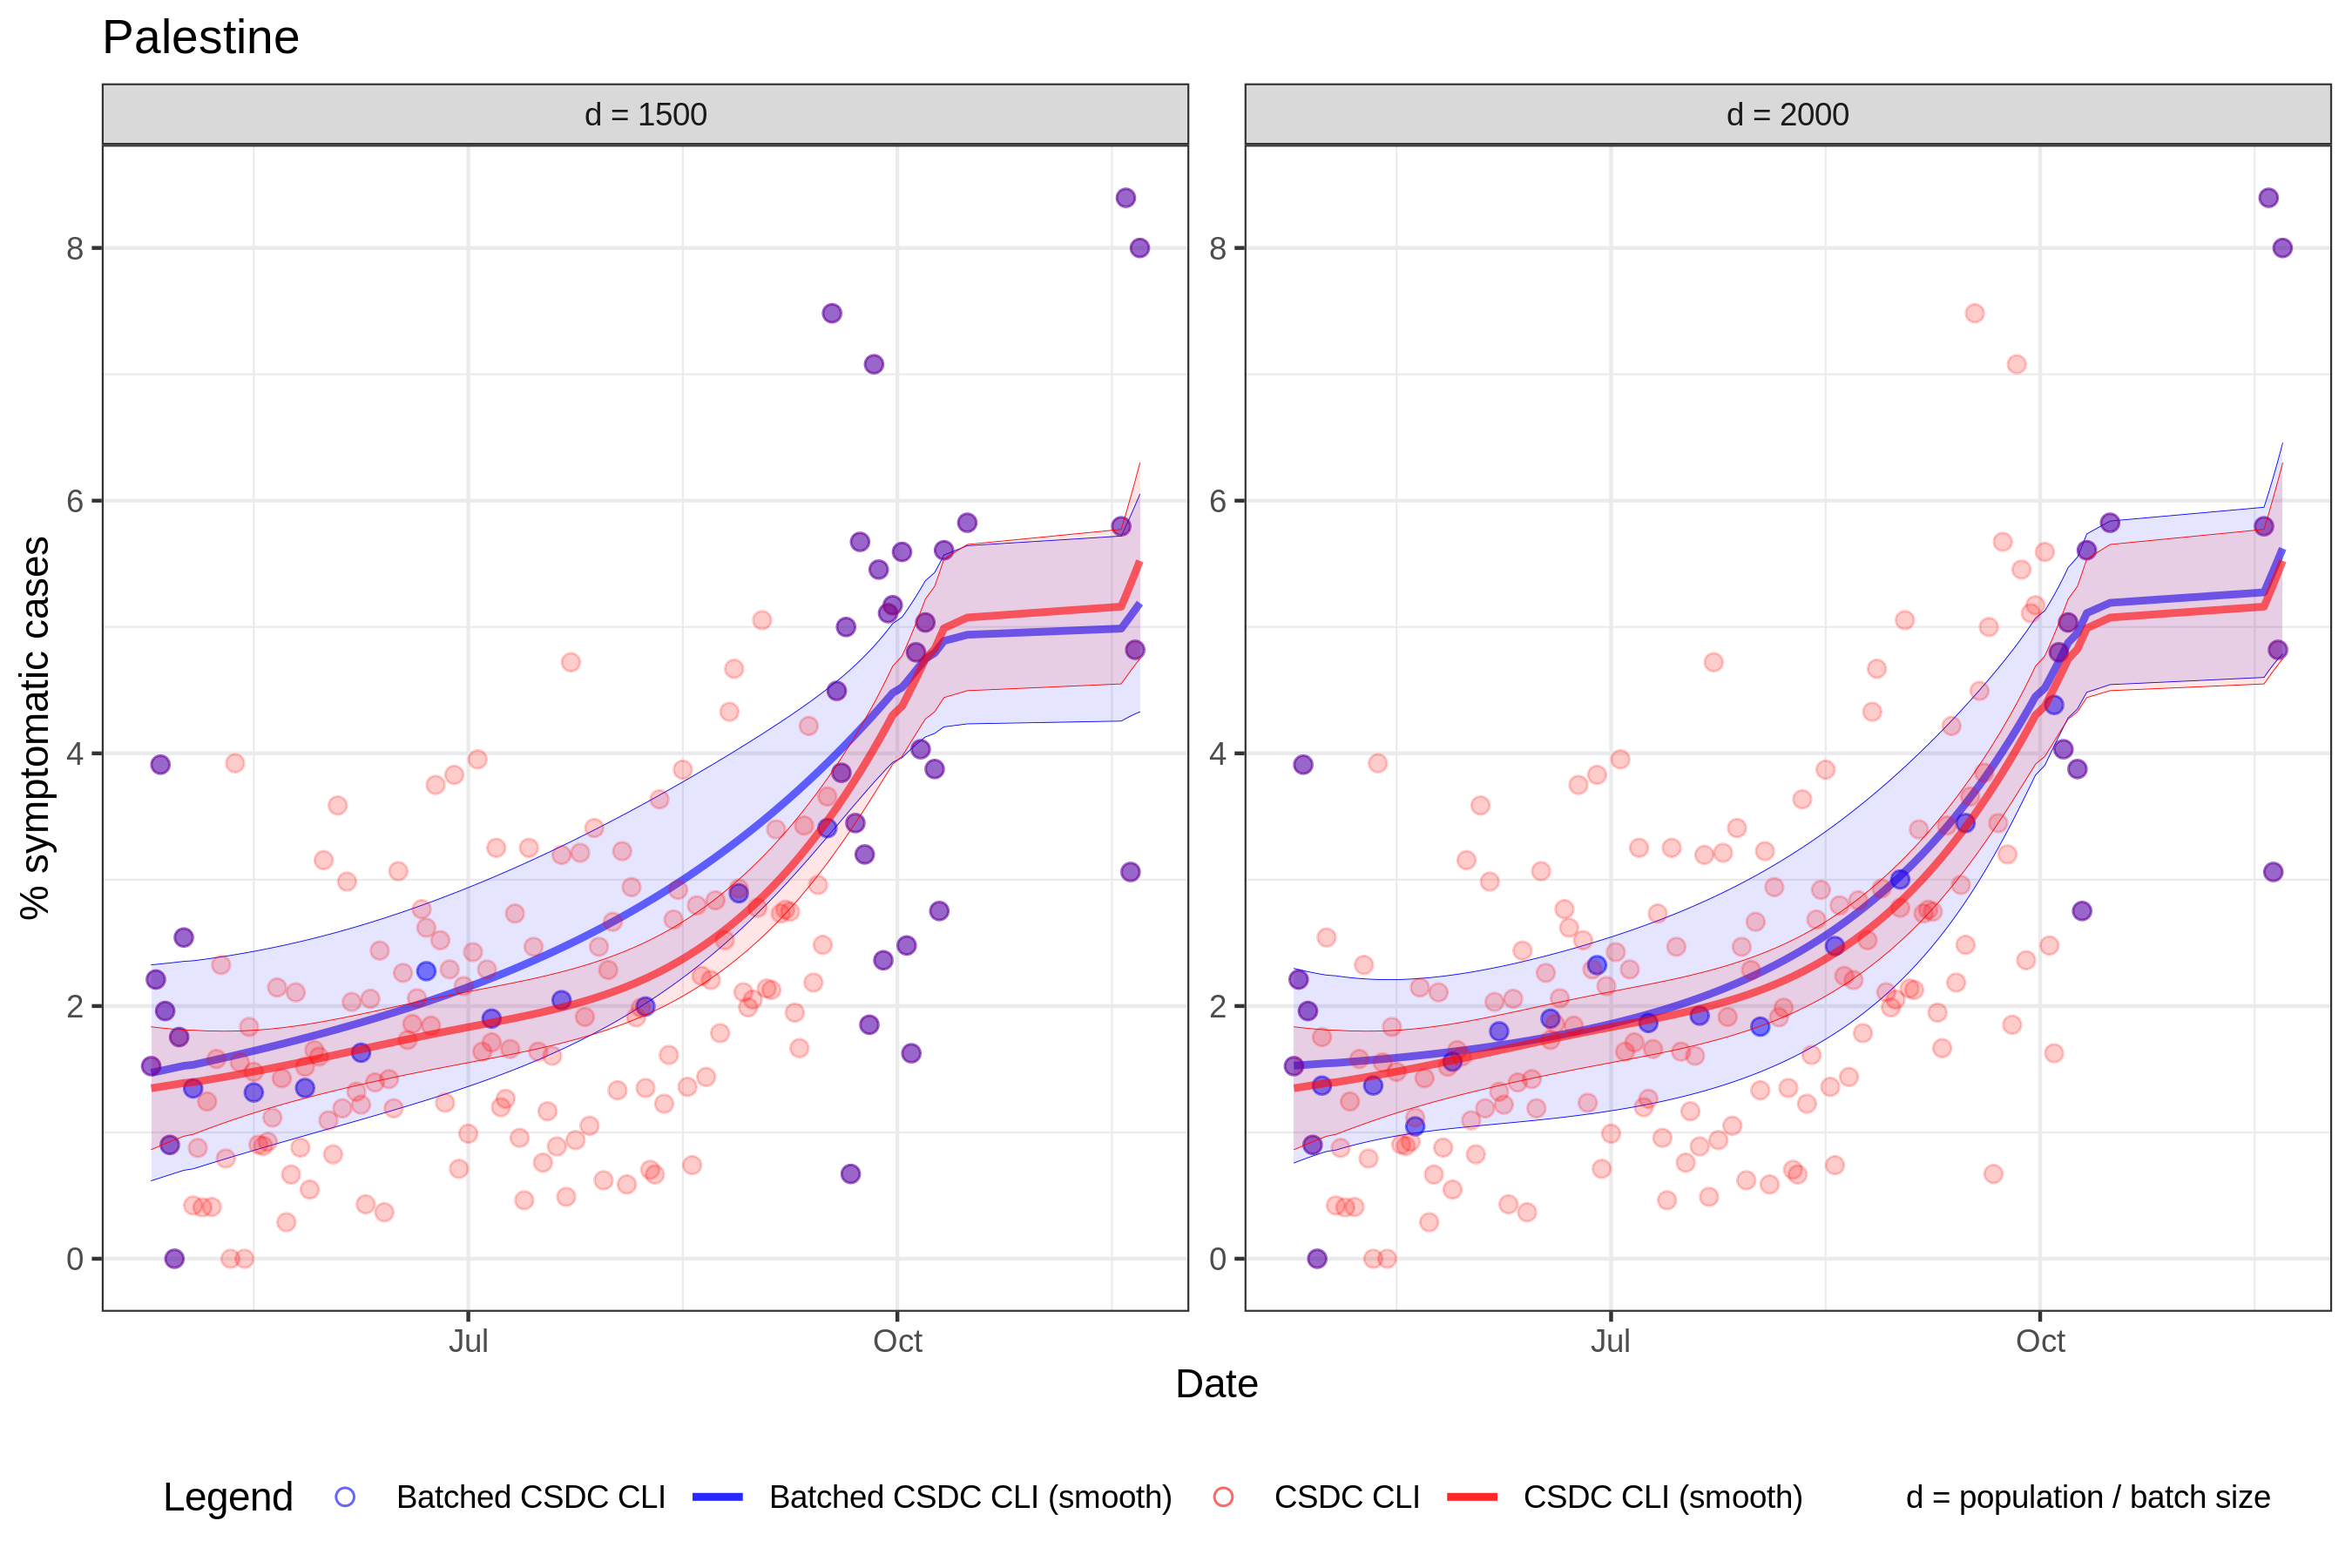 Palestine
d = 1500
d = 2000
% symptomatic cases
8
6
4
2
0
8
6
4
2
0
Jul
Oct
Jul
Oct
Date
Legend
Batched CSDC CLI
Batched CSDC CLI (smooth)
CSDC CLI
CSDC CLI (smooth)
d = population / batch size